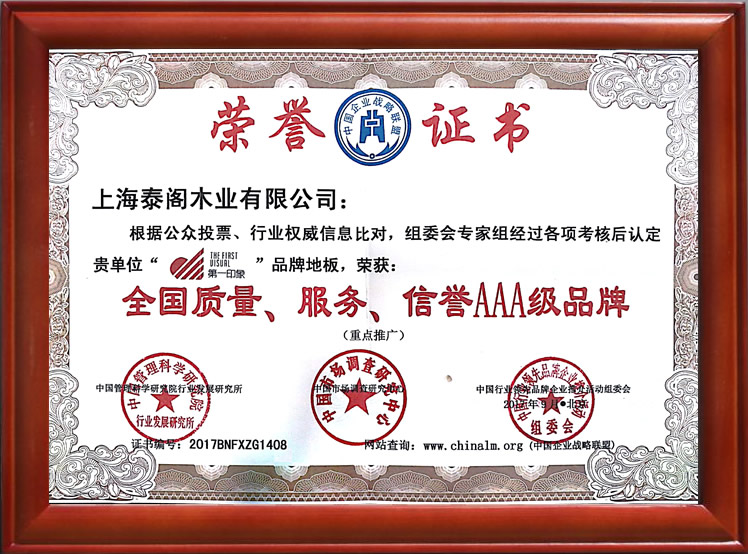 荣誉证书
中国企业战略联盟
上海泰阁木业有限公司：
根据公众投票、行业权威信息比对，组委会专家组经过各项考核后认定
贵单位“ THE FIRST VISUAL 第一印象 ”品牌地板，荣获：
全国质量、服务、信誉AAA级品牌
（重点推广）
中国管理科学研究院
行业发展研究所
中国市场调查研究中心
组委会
中国管理科学研究院行业发展研究所
中国市场调查研究中心
中国行业领先品牌企业推介活动组委会
2017年9月•北京
证书编号：2017BNFXZG1408
网站查询：www.chinalm.org（中国企业战略联盟）